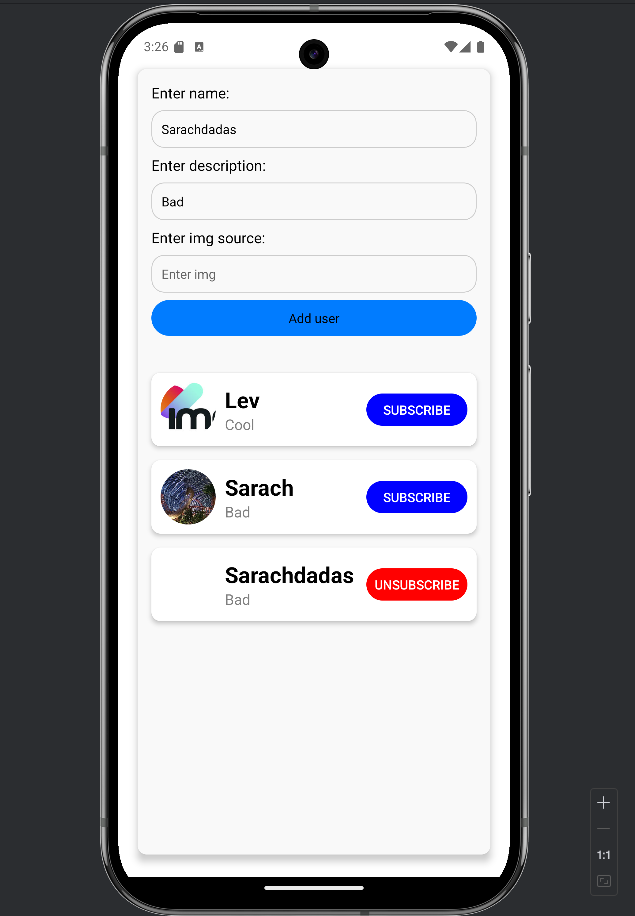 3:26
Enter name:
Sarachdadas
Enter description:
Bad
Enter img source:
Enter img
Add user
Lev
Cool
SUBSCRIBE
Sarach
Bad
SUBSCRIBE
Sarachdadas
Bad
UNSUBSCRIBE
1:1